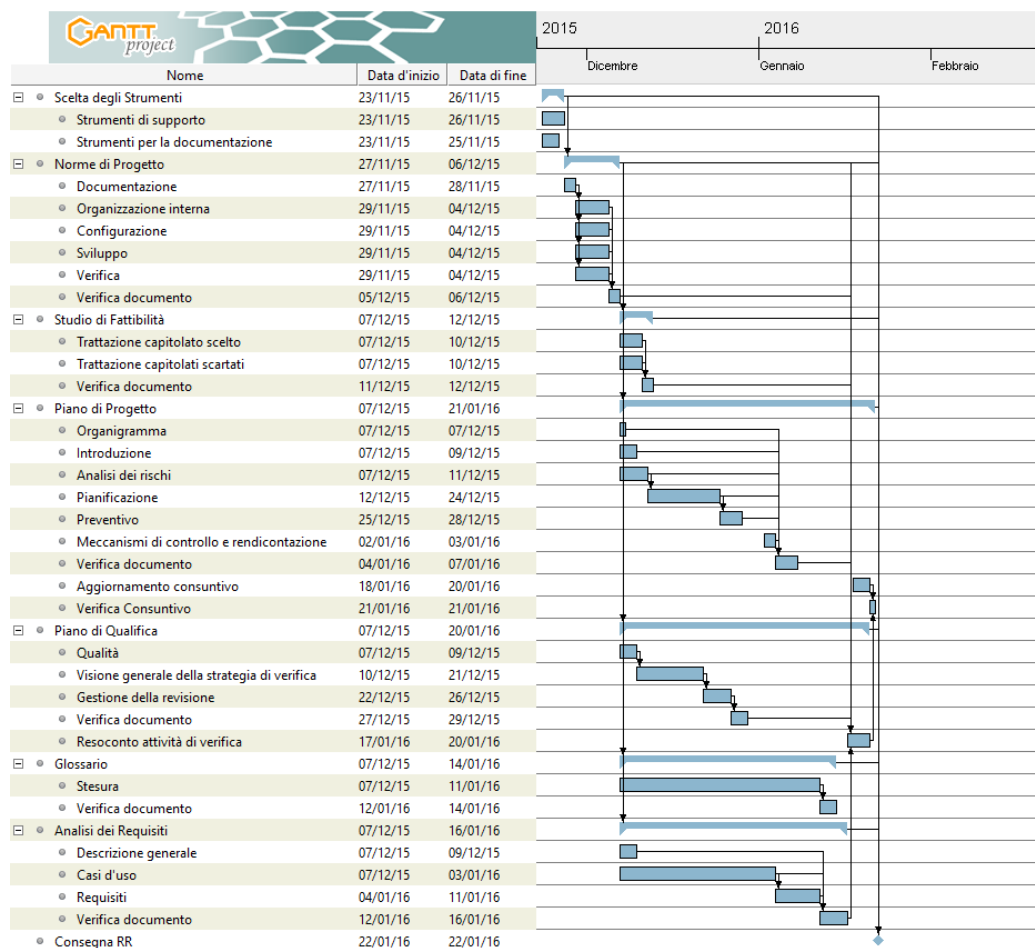 GANTT project
2015 2016
Dicembre Gennaio Febbraio
Nome Data d'inizio Data di fine
Scelta degli Strumenti 23/11/15 26/11/15
Strumenti di supporto 23/11/15 26/11/15
Strumenti per la documentazione 23/11/15 25/11/15
Norme di Progetto 27/11/15 06/12/15
Documentazione 27/11/15 28/11/15
Organizzazione interna 29/11/15 04/12/15
Configurazione 29/11/15 04/12/15
Sviluppo 29/11/15 04/12/15
Verifica 29/11/15 04/12/15
Verifica documento 05/12/15 06/12/15
Studio di Fattibilità 07/12/15 12/12/15
Trattazione capitolato scelto 07/12/15 10/12/15
Trattazione capitolati scartati 07/12/15 10/12/15
Verifica documento 11/12/15 12/12/15
Piano di Progetto 07/12/15 21/01/16
Organigramma 07/12/15 07/12/15
Introduzione 07/12/15 09/12/15
Analisi dei rischi 07/12/15 11/12/15
Pianificazione 12/12/15 24/12/15
Preventivo 25/12/15 28/12/15
Meccanismi di controllo e rendicontazione 02/01/16 03/01/16
Verifica documento 04/01/16 07/01/16
Aggiornamento consuntivo 18/01/16 20/01/16
Verifica Consuntivo 21/01/16 21/01/16
Piano di Qualifica 07/12/15 20/01/16
Qualità 07/12/15 09/12/15
Visione generale della strategia di verifica 10/12/15 21/12/15
Gestione della revisione 22/12/15 26/12/15
Verifica documento 27/12/15 29/12/15
Resoconto attività di verifica 17/01/16 20/01/16
Glossario 07/12/15 14/01/16
Stesura 07/12/15 11/01/16
Verifica documento 12/01/16 14/01/16
Analisi dei Requisiti 07/12/15 16/01/16
Descrizione generale 07/12/15 09/12/15
Casi d'uso 07/12/15 03/01/16
Requisiti 04/01/16 11/01/16
Verifica documento 12/01/16 16/01/16
Consegna RR 22/01/16 22/01/16